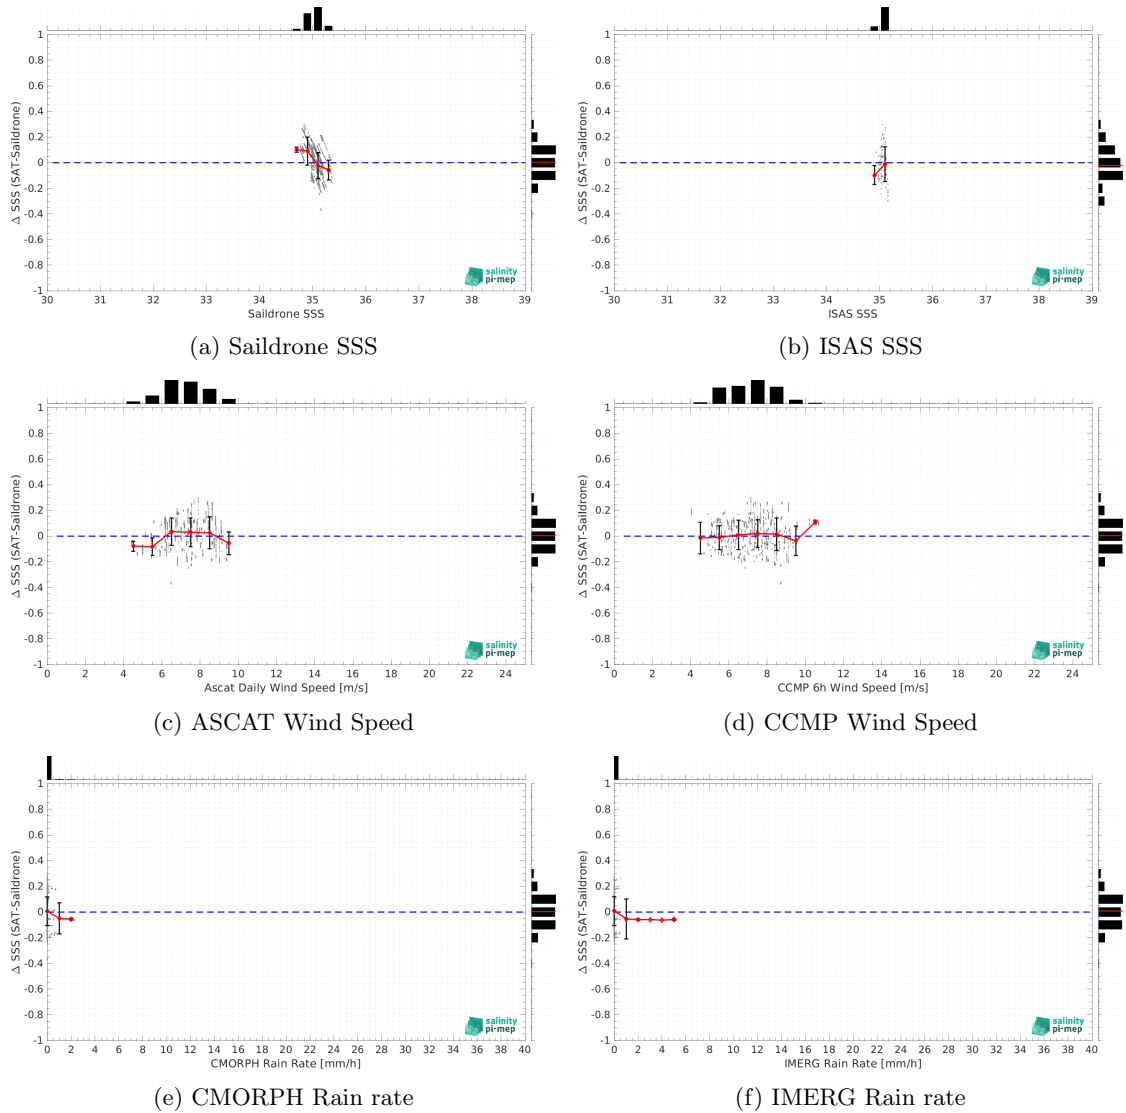 1
0.8
0.6
0.4
0.2
0
-0.2
-0.4
-0.6
-0.8
-1
Δ SSS (SAT-Saildrone)
salinity
pi-mep
30 31 32 33 34 35 36 37 38 39
Saildrone SSS
(a) Saildrone SSS
1
0.8
0.6
0.4
0.2
0
-0.2
-0.4
-0.6
-0.8
-1
Δ SSS (SAT-Saildrone)
salinity
pi-mep
30 31 32 33 34 35 36 37 38 39
ISAS SSS
(b) ISAS SSS
1
0.8
0.6
0.4
0.2
0
-0.2
-0.4
-0.6
-0.8
-1
Δ SSS (SAT-Saildrone)
salinity
pi-mep
0 2 4 6 8 10 12 14 16 18 20 22 24
Ascat Daily Wind Speed [m/s]
(c) ASCAT Wind Speed
1
0.8
0.6
0.4
0.2
0
-0.2
-0.4
-0.6
-0.8
-1
Δ SSS (SAT-Saildrone)
salinity
pi-mep
0 2 4 6 8 10 12 14 16 18 20 22 24
CCMP 6h Wind Speed [m/s]
(d) CCMP Wind Speed
1
0.8
0.6
0.4
0.2
0
-0.2
-0.4
-0.6
-0.8
-1
Δ SSS (SAT-Saildrone)
salinity
pi-mep
0 2 4 6 8 10 12 14 16 18 20 22 24 26 28 30 32 34 36 38 40
CMORPH Rain Rate [mm/h]
(e) CMORPH Rain rate
1
0.8
0.6
0.4
0.2
0
-0.2
-0.4
-0.6
-0.8
-1
Δ SSS (SAT-Saildrone)
salinity
pi-mep
0 2 4 6 8 10 12 14 16 18 20 22 24 26 28 30 32 34 36 38 40
IMERG Rain Rate [mm/h]
(f) IMERG Rain rate